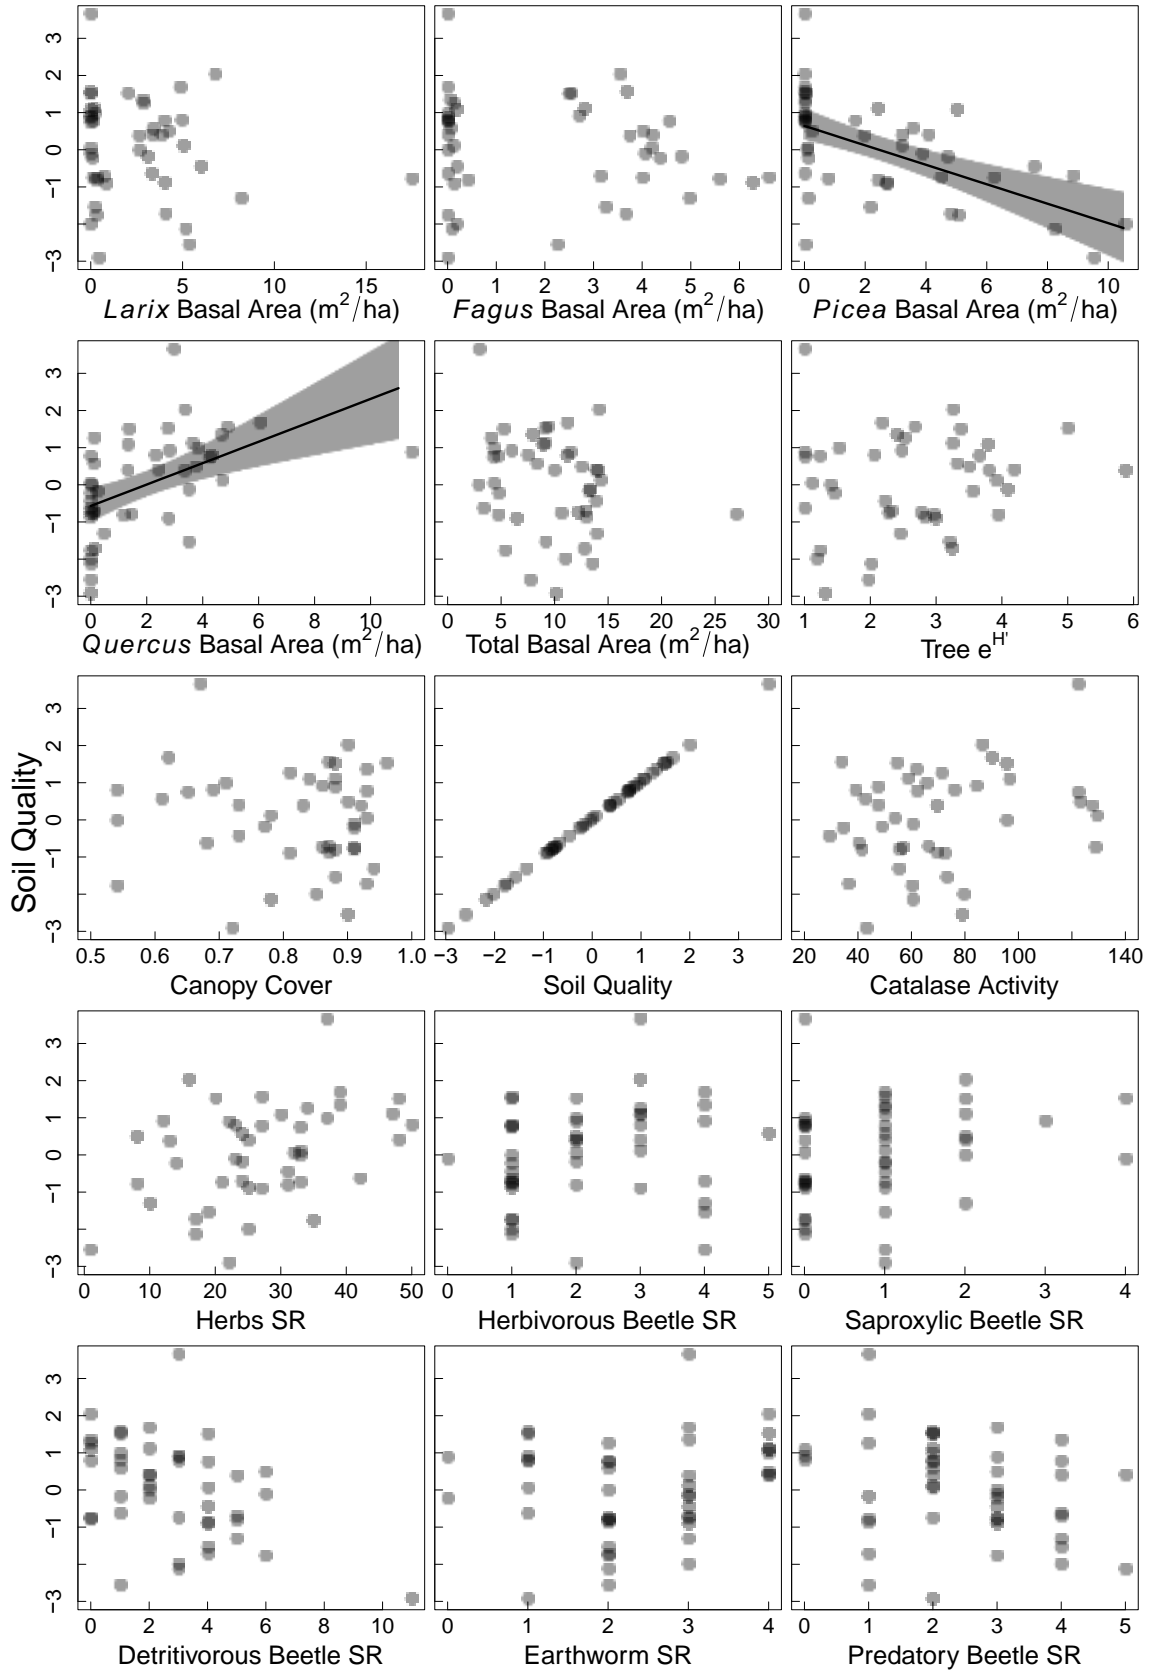 3
2
1
0
−1
−3
0 5 10 15
Larix Basal Area (m²/ha)
0 1 2 3 4 5 6
Fagus Basal Area (m²/ha)
0 2 4 6 8 10
Picea Basal Area (m²/ha)
3
2
1
0
−1
−3
0 2 4 6 8 10
Quercus Basal Area (m²/ha)
0 5 10 15 20 25 30
Total Basal Area (m²/ha)
1 2 3 4 5 6
Tree e^H'
Soil Quality
3
2
1
0
−1
−3
0.5 0.6 0.7 0.8 0.9 1.0
Canopy Cover
−3 −2 −1 0 1 2 3
Soil Quality
20 40 60 80 100 140
Catalase Activity
3
2
1
0
−1
−3
0 10 20 30 40 50
Herbs SR
0 1 2 3 4 5
Herbivorous Beetle SR
0 1 2 3 4
Saproxylic Beetle SR
3
2
1
0
−1
−3
0 2 4 6 8 10
Detritivorous Beetle SR
0 1 2 3 4
Earthworm SR
0 1 2 3 4 5
Predatory Beetle SR